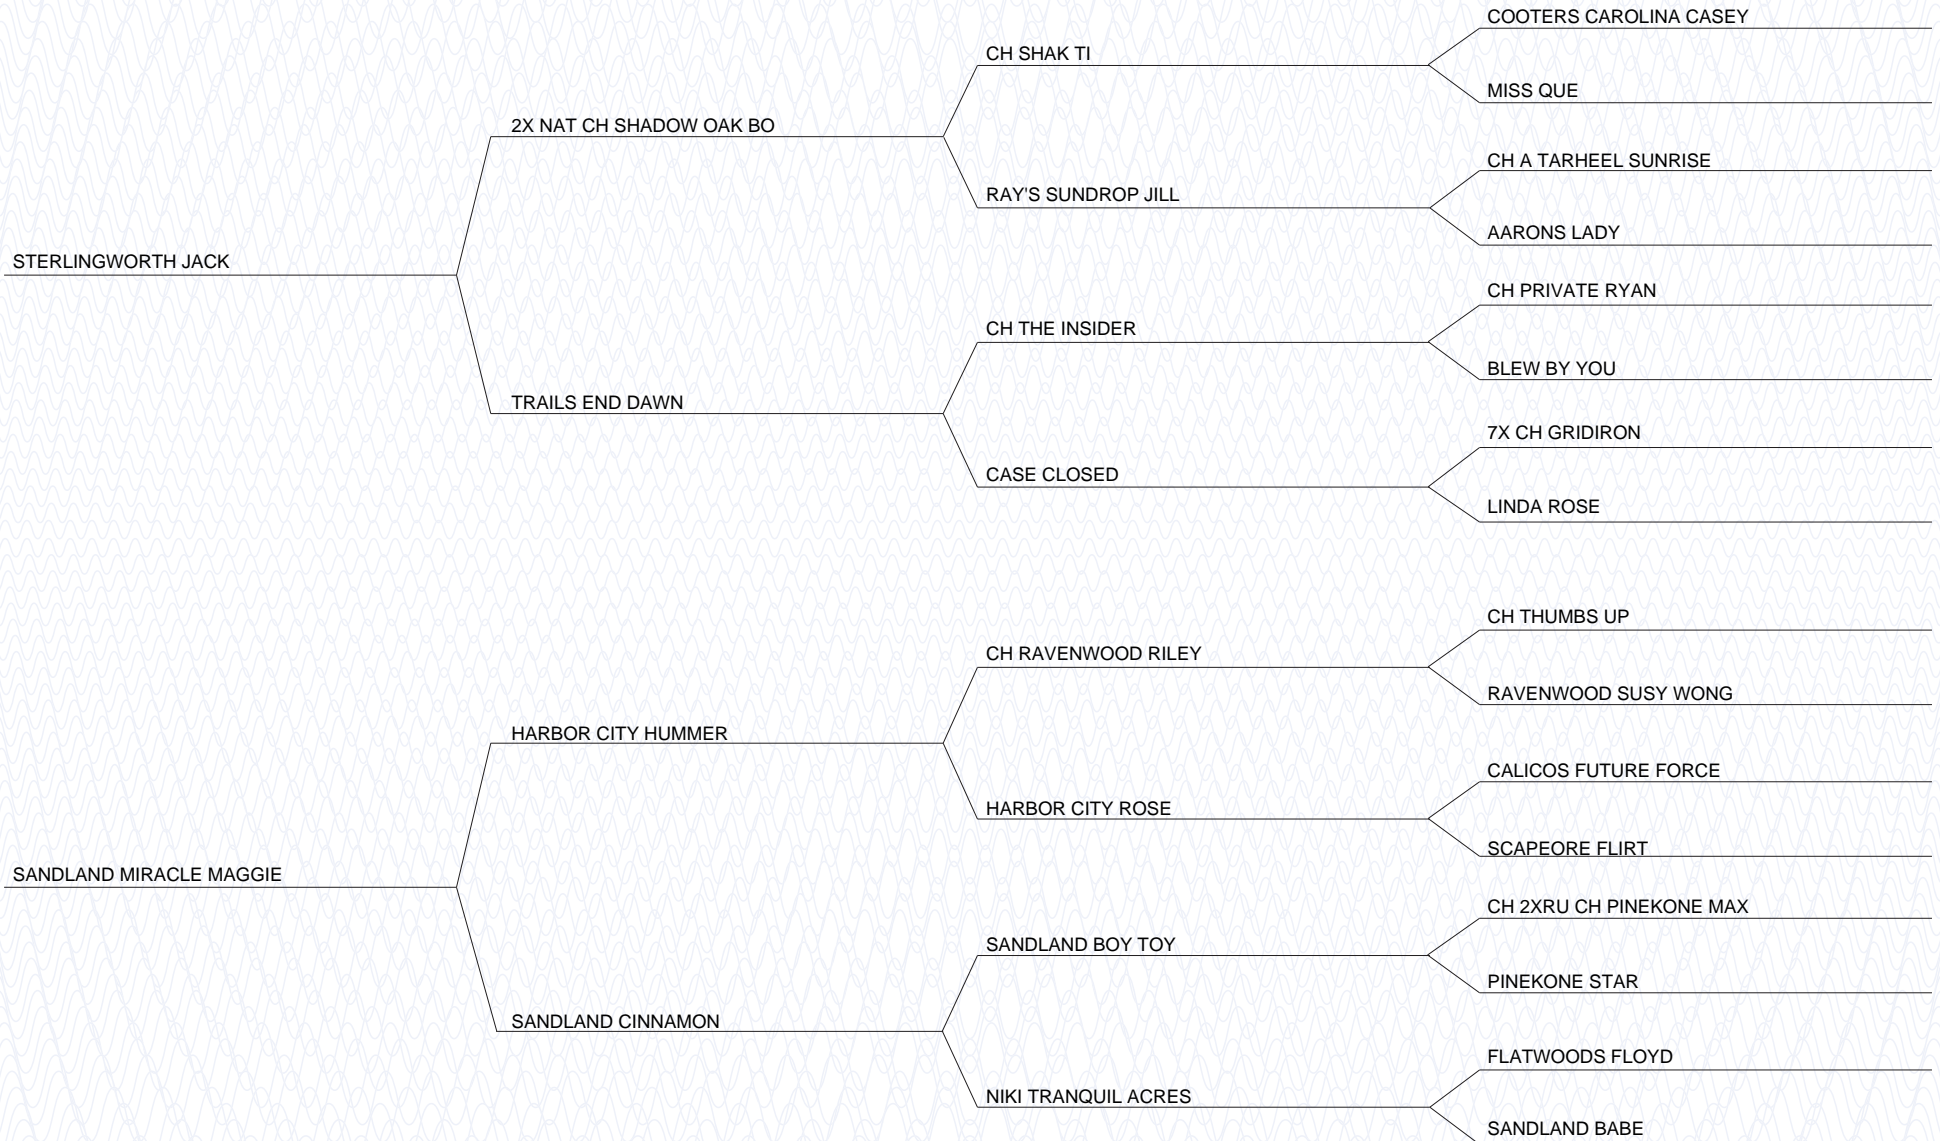 COOTERS CAROLINA CASEY
CH SHAK TI
MISS QUE
2X NAT CH SHADOW OAK BO
CH A TARHEEL SUNRISE
RAY'S SUNDROP JILL
AARONS LADY
STERLINGWORTH JACK
CH PRIVATE RYAN
CH THE INSIDER
BLEW BY YOU
TRAILS END DAWN
7X CH GRIDIRON
CASE CLOSED
LINDA ROSE
CH THUMBS UP
CH RAVENWOOD RILEY
RAVENWOOD SUSY WONG
HARBOR CITY HUMMER
CALICOS FUTURE FORCE
HARBOR CITY ROSE
SCAPEORE FLIRT
SANDLAND MIRACLE MAGGIE
CH 2XRU CH PINEKONE MAX
SANDLAND BOY TOY
PINEKONE STAR
SANDLAND CINNAMON
FLATWOODS FLOYD
NIKI TRANQUIL ACRES
SANDLAND BABE